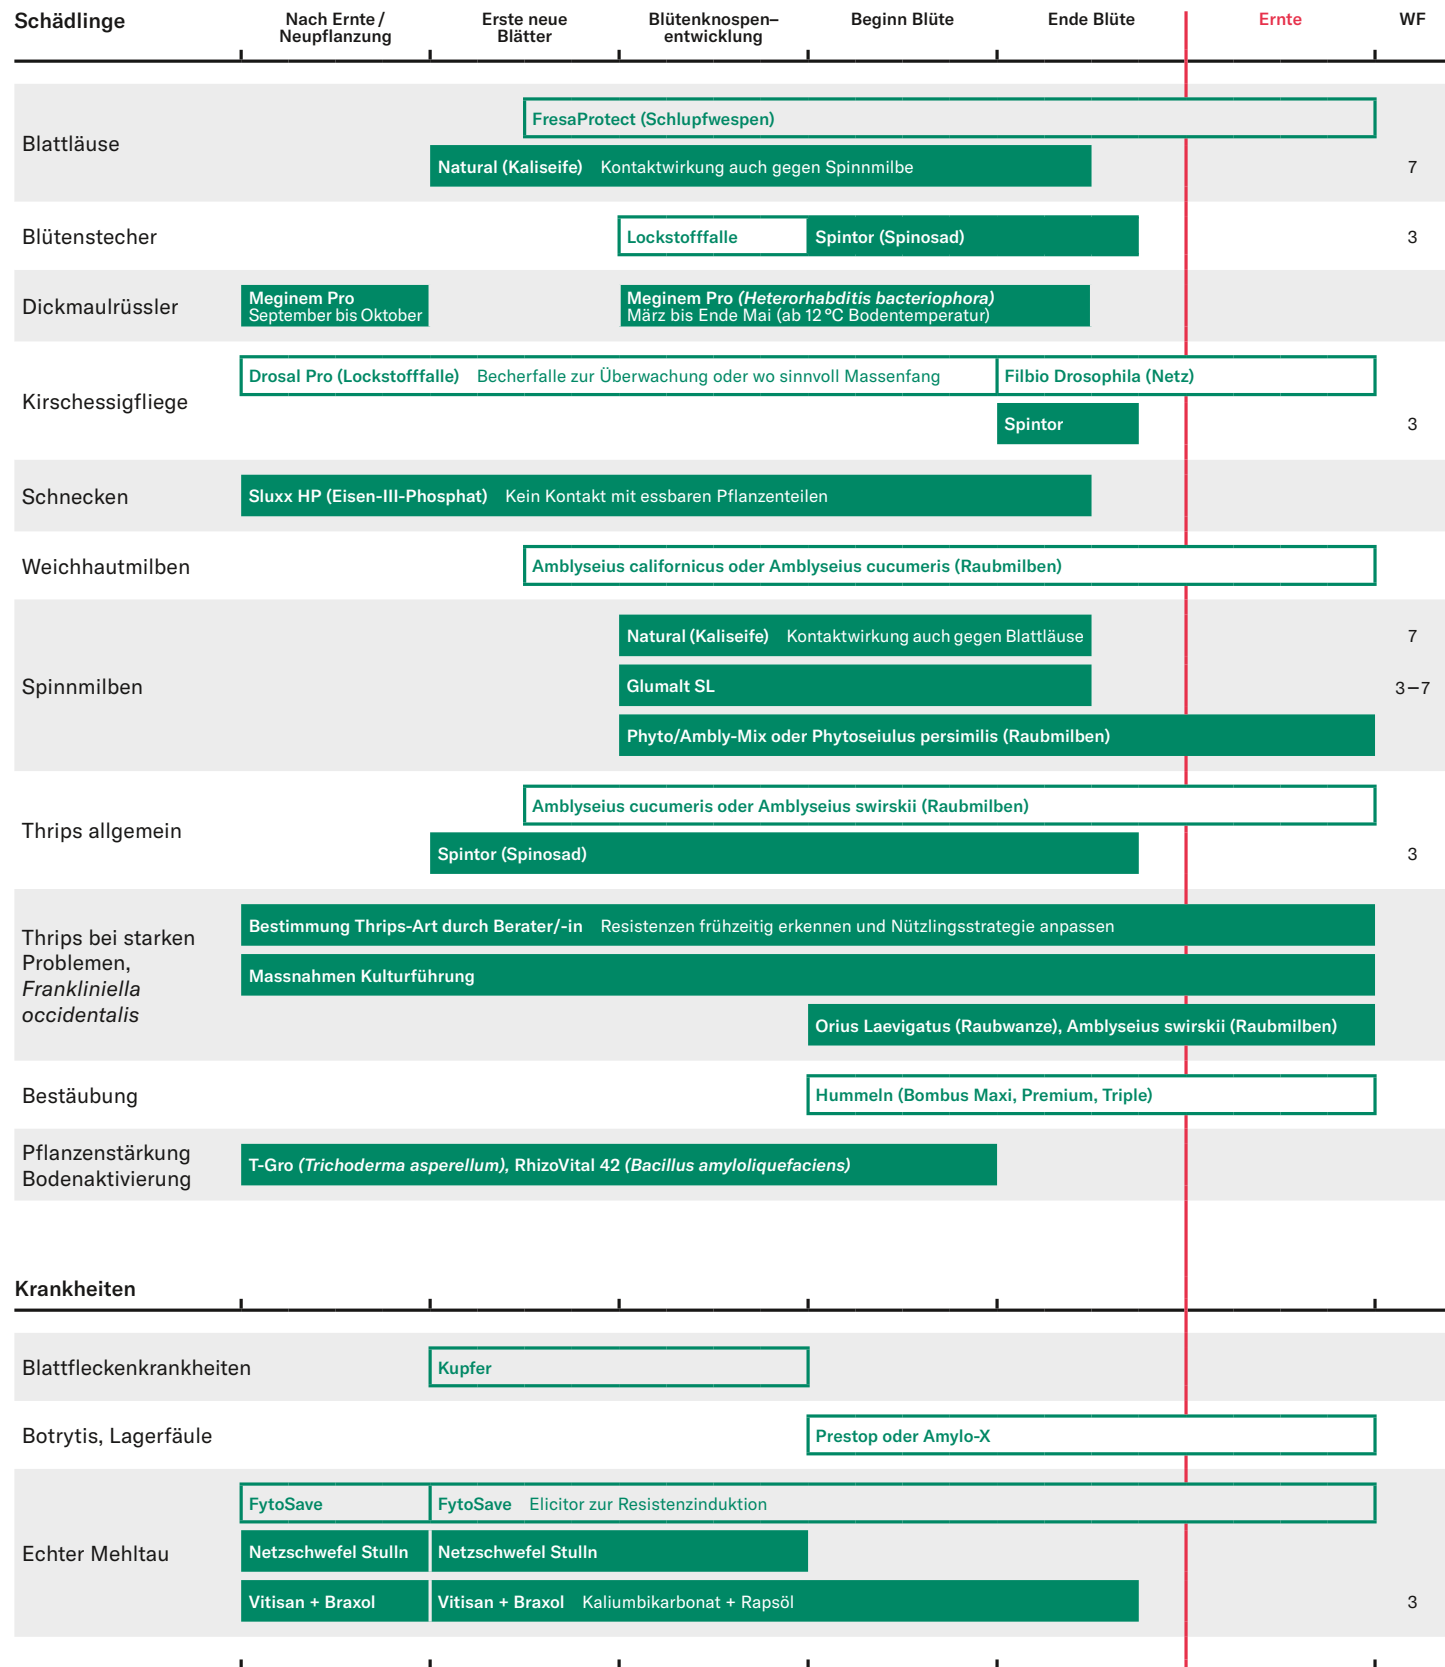 Schädlinge
Nach Ernte /
Neupflanzung
Erste neue
Blätter
Blütenknospen–
entwicklung
Beginn Blüte
Ende Blüte
Ernte
WF
Blattläuse
FresaProtect (Schlupfwespen)
Natural (Kaliseife) Kontaktwirkung auch gegen Spinnmilbe
7
Blütenstecher
Lockstofffalle
Spintor (Spinosad)
3
Dickmaulrüssler
Meginem Pro
September bis Oktober
Meginem Pro (Heterorhabditis bacteriophora)
März bis Ende Mai (ab 12 °C Bodentemperatur)
Kirschessigfliege
Drosal Pro (Lockstofffalle) Becherfalle zur Überwachung oder wo sinnvoll Massenfang
Filbio Drosophila (Netz)
Spintor
3
Schnecken
Sluxx HP (Eisen-III-Phosphat) Kein Kontakt mit essbaren Pflanzenteilen
Weichhautmilben
Amblyseius californicus oder Amblyseius cucumeris (Raubmilben)
Spinnmilben
Natural (Kaliseife) Kontaktwirkung auch gegen Blattläuse
7
Glumalt SL
3–7
Phyto/Ambly-Mix oder Phytoseiulus persimilis (Raubmilben)
Thrips allgemein
Amblyseius cucumeris oder Amblyseius swirskii (Raubmilben)
Spintor (Spinosad)
3
Thrips bei starken
Problemen,
Frankliniella
occidentalis
Bestimmung Thrips-Art durch Berater/-in Resistenzen frühzeitig erkennen und Nützlingsstrategie anpassen
Massnahmen Kulturführung
Orius Laevigatus (Raubwanze), Amblyseius swirskii (Raubmilben)
Bestäubung
Hummeln (Bombus Maxi, Premium, Triple)
Pflanzenstärkung
Bodenaktivierung
T-Gro (Trichoderma asperellum), RhizoVital 42 (Bacillus amyloliquefaciens)
Krankheiten
Blattfleckenkrankheiten
Kupfer
Botrytis, Lagerfäule
Prestop oder Amylo-X
Echter Mehltau
FytoSave
FytoSave Elicitor zur Resistenzinduktion
Netzschwefel Stulln
Netzschwefel Stulln
Vitisan + Braxol
Vitisan + Braxol Kaliumbikarbonat + Rapsöl
3